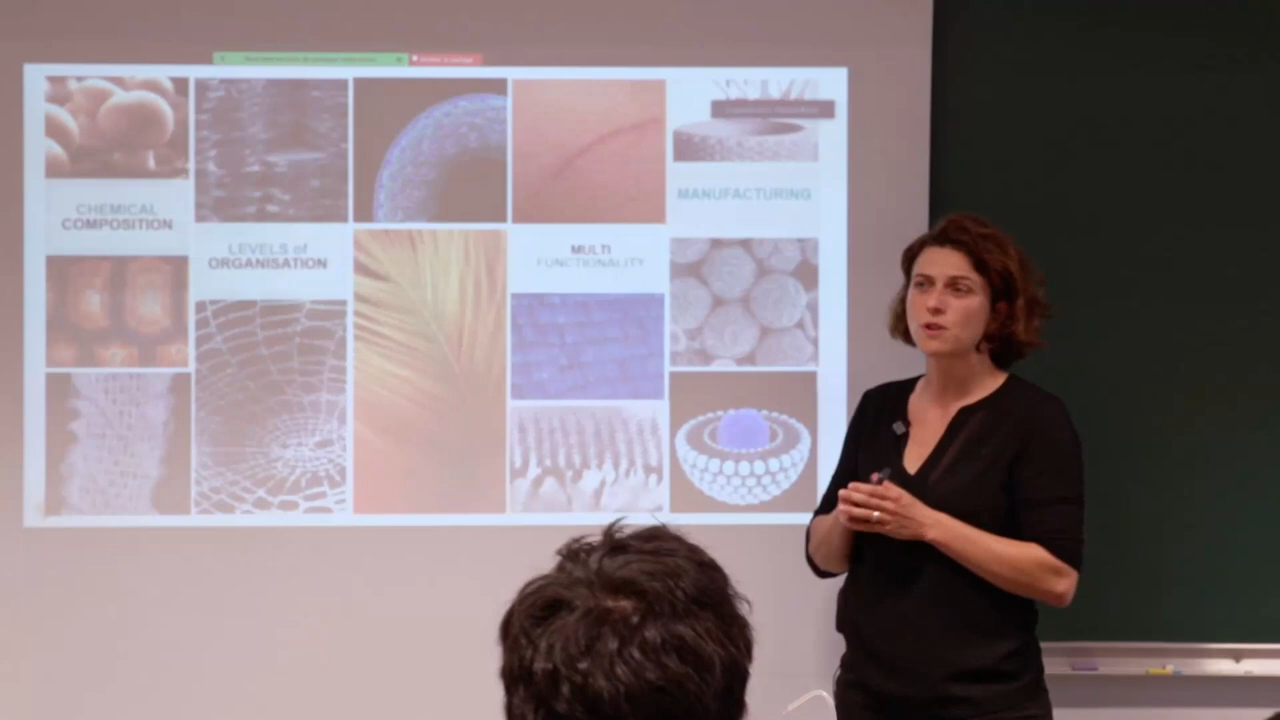 CHEMICAL
COMPOSITION
LEVELS of
ORGANISATION
MULTI
FUNCTIONALITY
MANUFACTURING